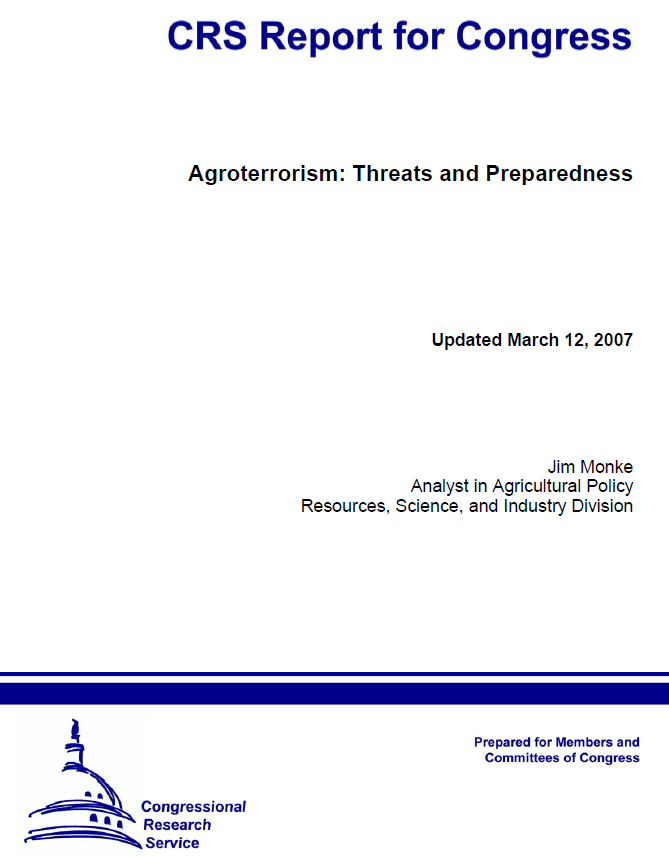 CRS Report for Congress
Agroterrorism: Threats and Preparedness
Updated March 12, 2007
Jim Monke
Analyst in Agricultural Policy
Resources, Science, and Industry Division
Prepared for Members and
Committees of Congress
Congressional
Research
Service